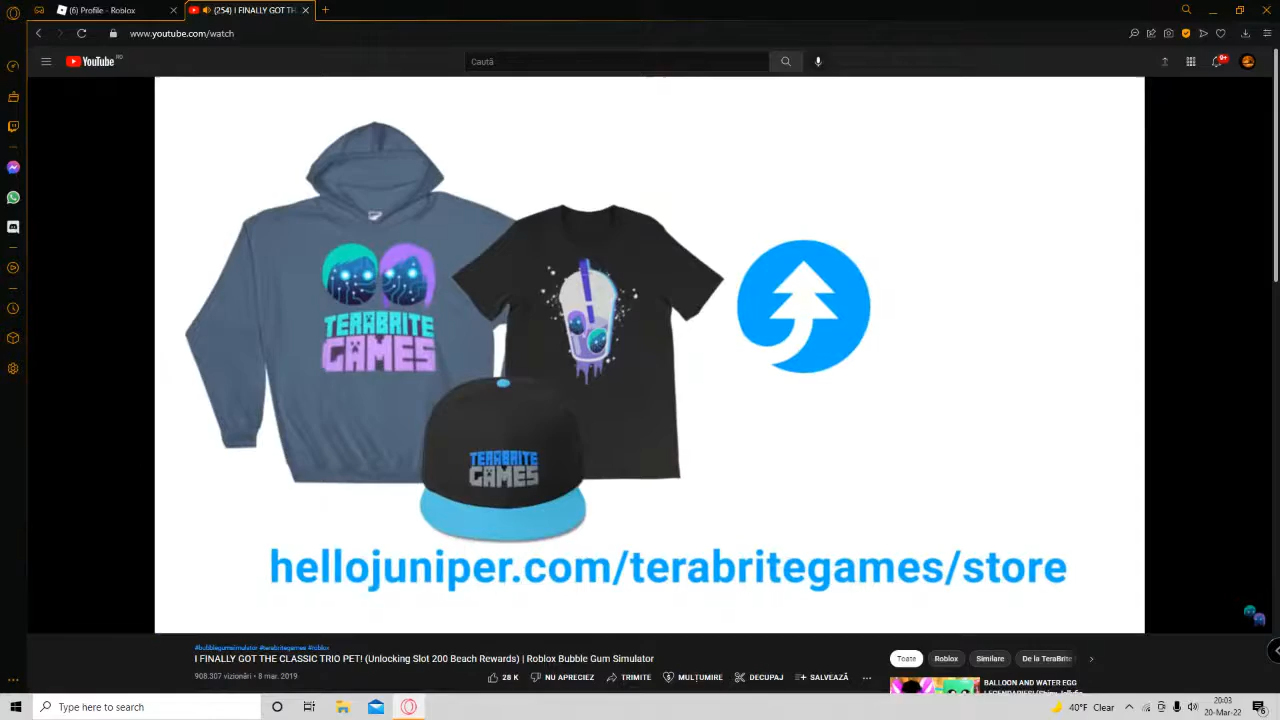 (6) Profile - Roblox
(254) I FINALLY GOT TH
www.youtube.com/watch
YouTube RO
Caută
9+
TERABRITE
GAMES
TERABRITE
GAMES
hellojuniper.com/terabritegames/store
#bubblegumsimulator #terabritegames #roblox
I FINALLY GOT THE CLASSIC TRIO PET! (Unlocking Slot 200 Beach Rewards) | Roblox Bubble Gum Simulator
908.307 vizionări • 8 mar. 2019
28 K
NU APRECIEZ
TRIMITE
MULȚUMIRE
DECUPAJ
SALVEAZĂ
Toate
Roblox
Similare
De la TeraBrite
BALLOON AND WATER EGG
Type here to search
40°F Clear
20:03
20-Mar-22